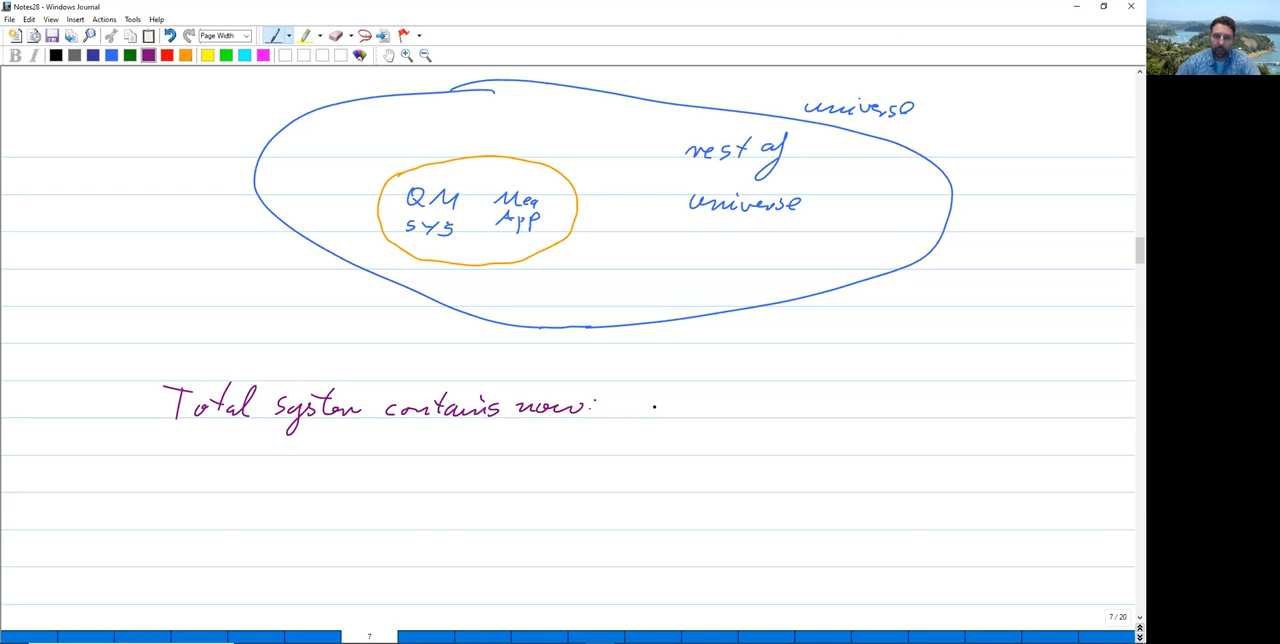 Notes28 - Windows Journal
File Edit View Insert Actions Tools Help
Page Width
B I
universe
rest of
universe
QM Mea
sys App
Total system contains now:
7 / 20
7